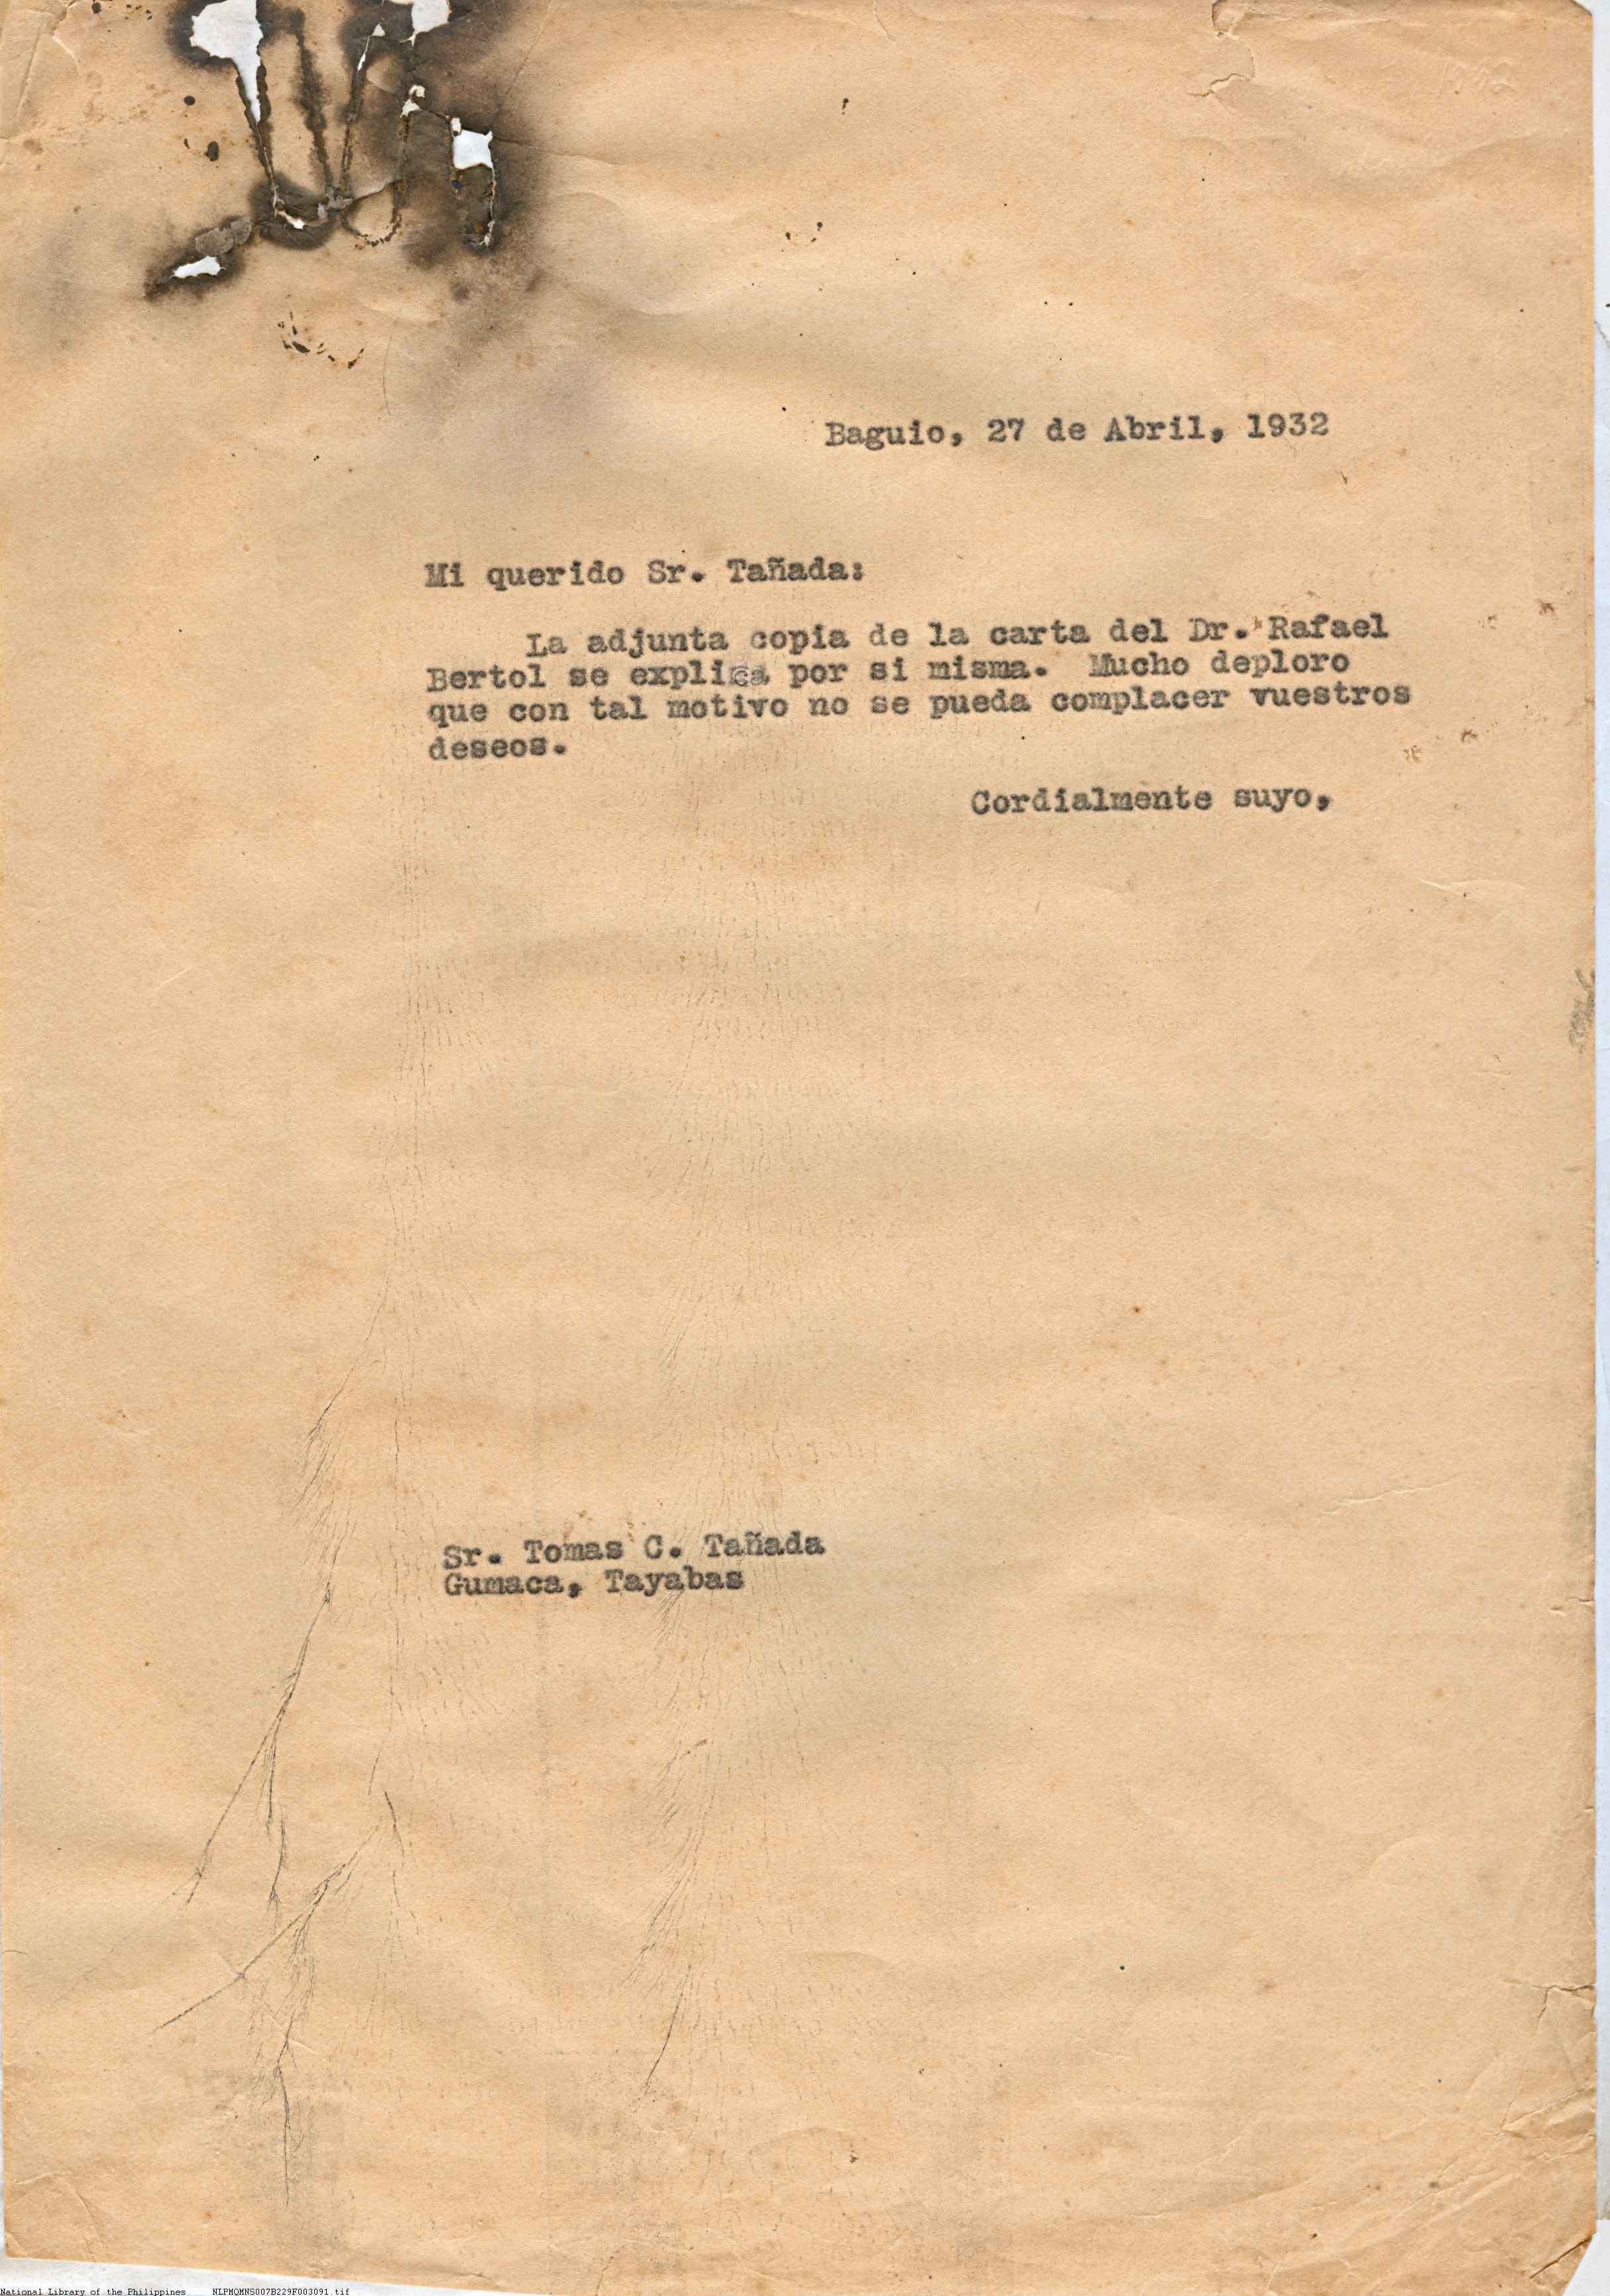 Baguio, 27 de Abril, 1932
Mi querido Sr. Tañada:
La adjunta copia de la carta del Dr. Rafael
Bertol se explica por si misma. Mucho deploro
que con tal motivo no se pueda complacer vuestros
deseos.
Cordialmente suyo,
Sr. Tomas C. Tañada
Gumaca, Tayabas
National Library of the Philippines NLPMQMNS007B229F003091.tif